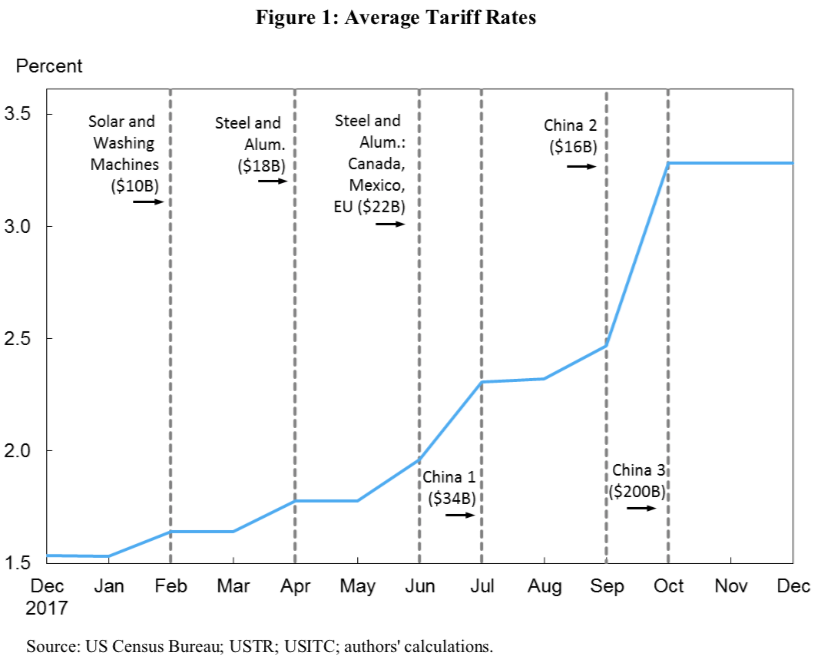 Figure 1: Average Tariff Rates
Percent
3.5
3.0
2.5
2.0
1.5
Solar and
Washing
Machines
($10B)
Steel and
Alum.
($18B)
Steel and
Alum.:
Canada,
Mexico,
EU ($22B)
China 1
($34B)
China 2
($16B)
China 3
($200B)
Dec Jan Feb Mar Apr May Jun Jul Aug Sep Oct Nov Dec
2017
Source: US Census Bureau; USTR; USITC; authors' calculations.